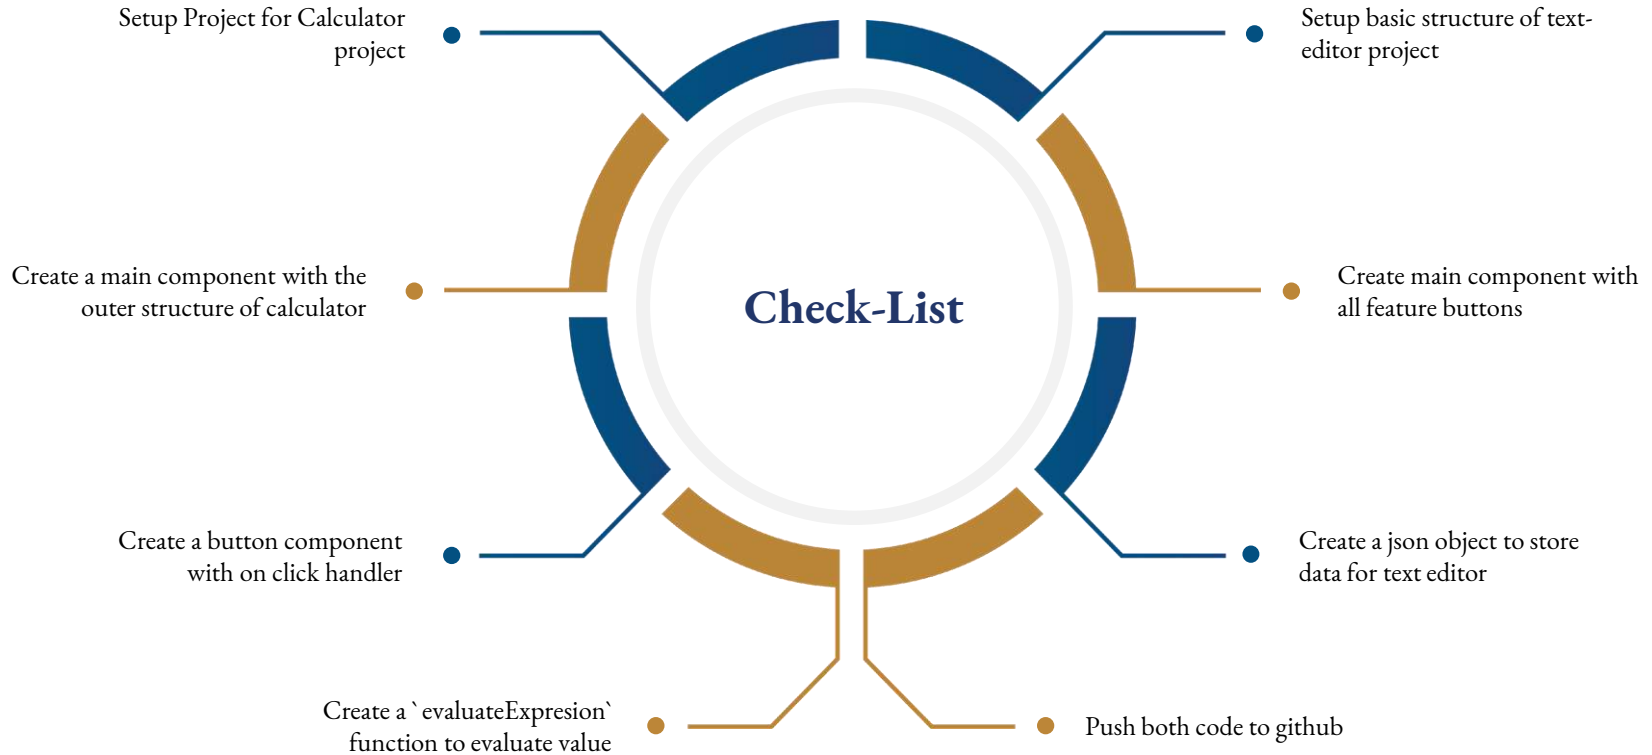 Setup Project for Calculator
project
Create a main component with the
outer structure of calculator
Create a button component
with on click handler
Create a `evaluateExpresion`
function to evaluate value
Check-List
Setup basic structure of text-
editor project
Create main component with
all feature buttons
Create a json object to store
data for text editor
Push both code to github